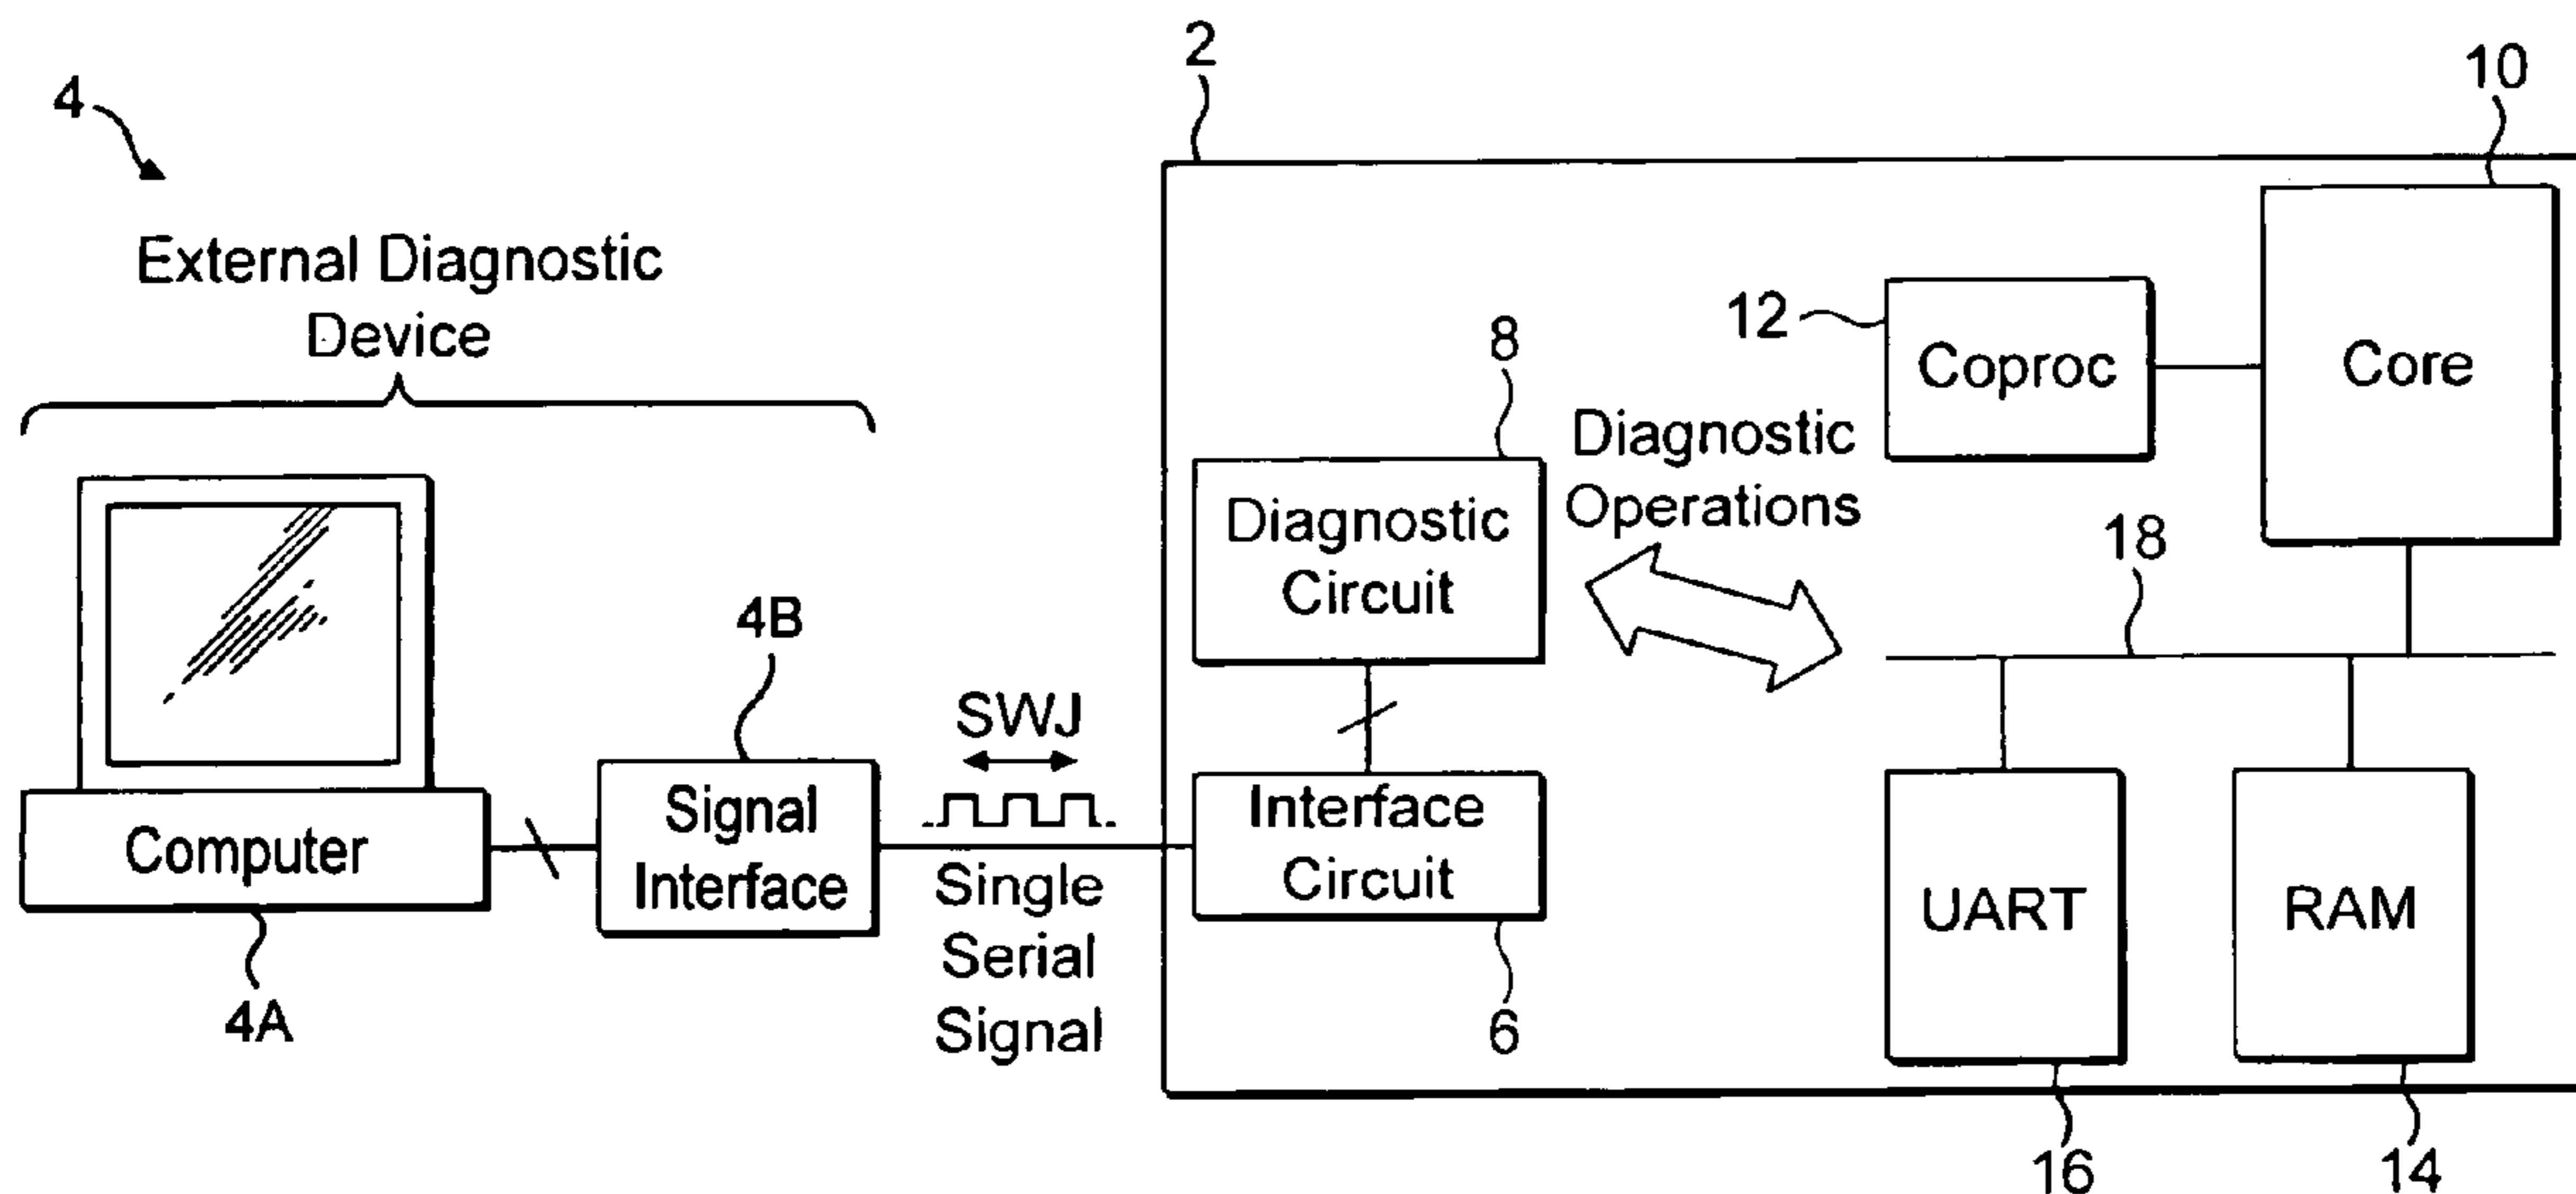 2
10
4
External Diagnostic
Device
12
Coproc
Core
8
Diagnostic
Operations
Diagnostic
Circuit
18
4B
SWJ
Signal
Interface
Computer
Single
Serial
Signal
Interface
Circuit
UART
RAM
4A
6
16
14